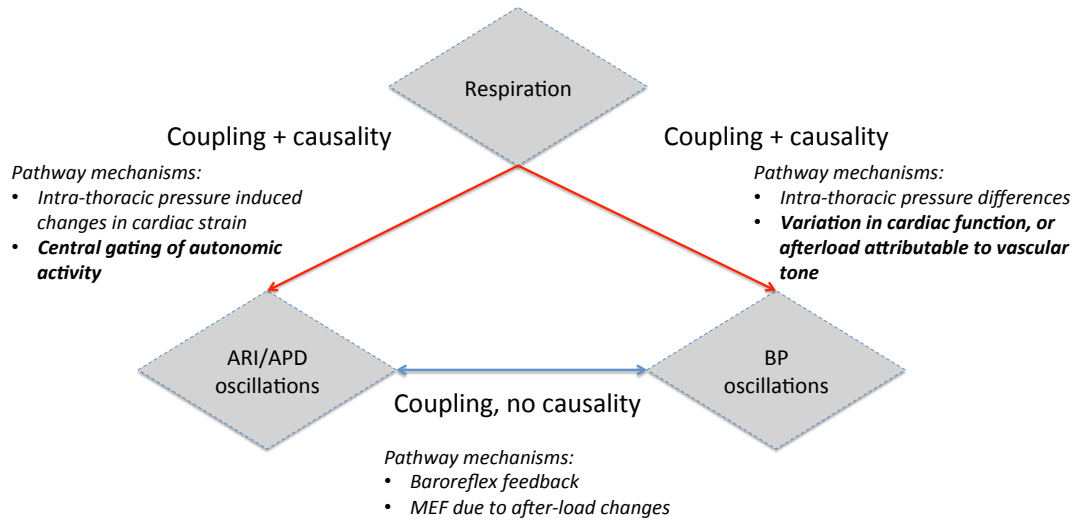 Respiration
Coupling + causality
Pathway mechanisms:
• Intra-thoracic pressure induced
changes in cardiac strain
• Central gating of autonomic
activity
Coupling + causality
Pathway mechanisms:
• Intra-thoracic pressure differences
• Variation in cardiac function, or
afterload attributable to vascular
tone
ARI/APD
oscillations
BP
oscillations
Coupling, no causality
Pathway mechanisms:
• Baroreflex feedback
• MEF due to after-load changes